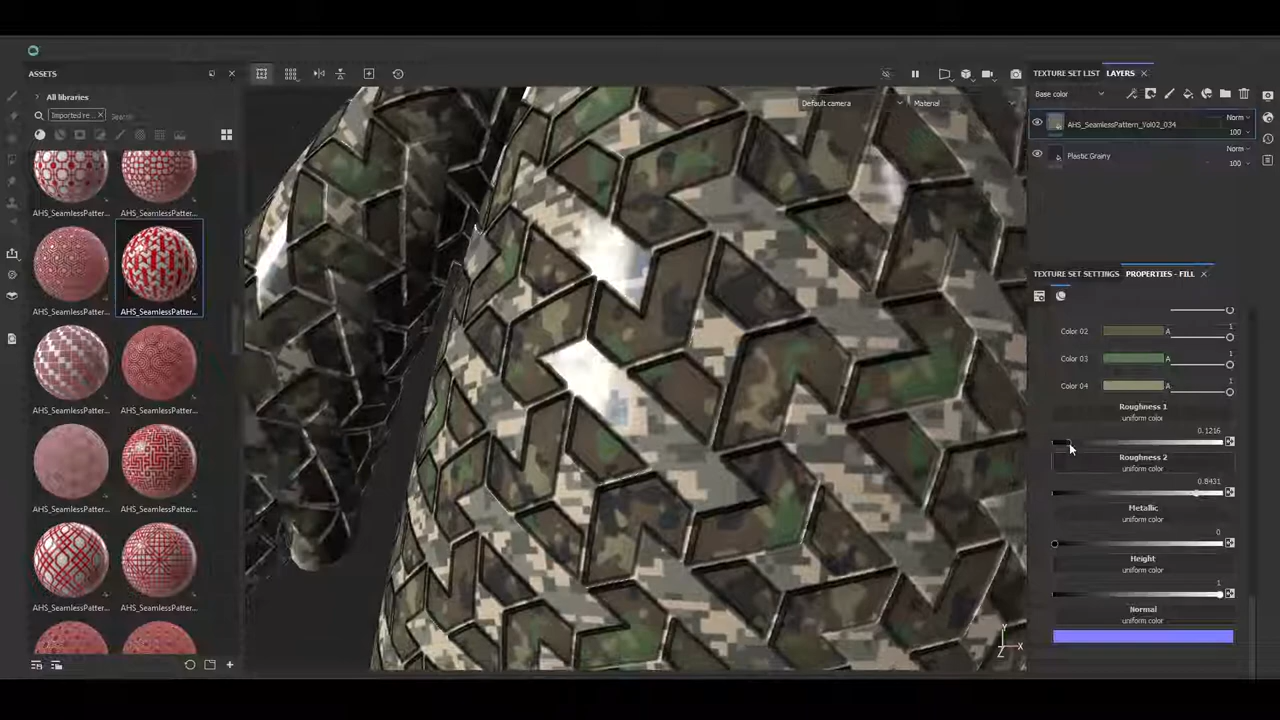 ASSETS
All libraries
Imported re...
Search
AHS_SeamlessPatter...
AHS_SeamlessPatter...
AHS_SeamlessPatter...
AHS_SeamlessPatter...
AHS_SeamlessPatter...
AHS_SeamlessPatter...
AHS_SeamlessPatter...
AHS_SeamlessPatter...
AHS_SeamlessPatter...
AHS_SeamlessPatter...
Default camera
Material
Y
X
Z
TEXTURE SET LIST
LAYERS
Base color
AHS_SeamlessPattern_Vol02_034
Norm
100
Plastic Grainy
Norm
100
TEXTURE SET SETTINGS
PROPERTIES - FILL
Color 02
A
1
Color 03
A
1
Color 04
A
1
Roughness 1
uniform color
0.1216
Roughness 2
uniform color
0.8431
Metallic
uniform color
0
Height
uniform color
1
Normal
uniform color